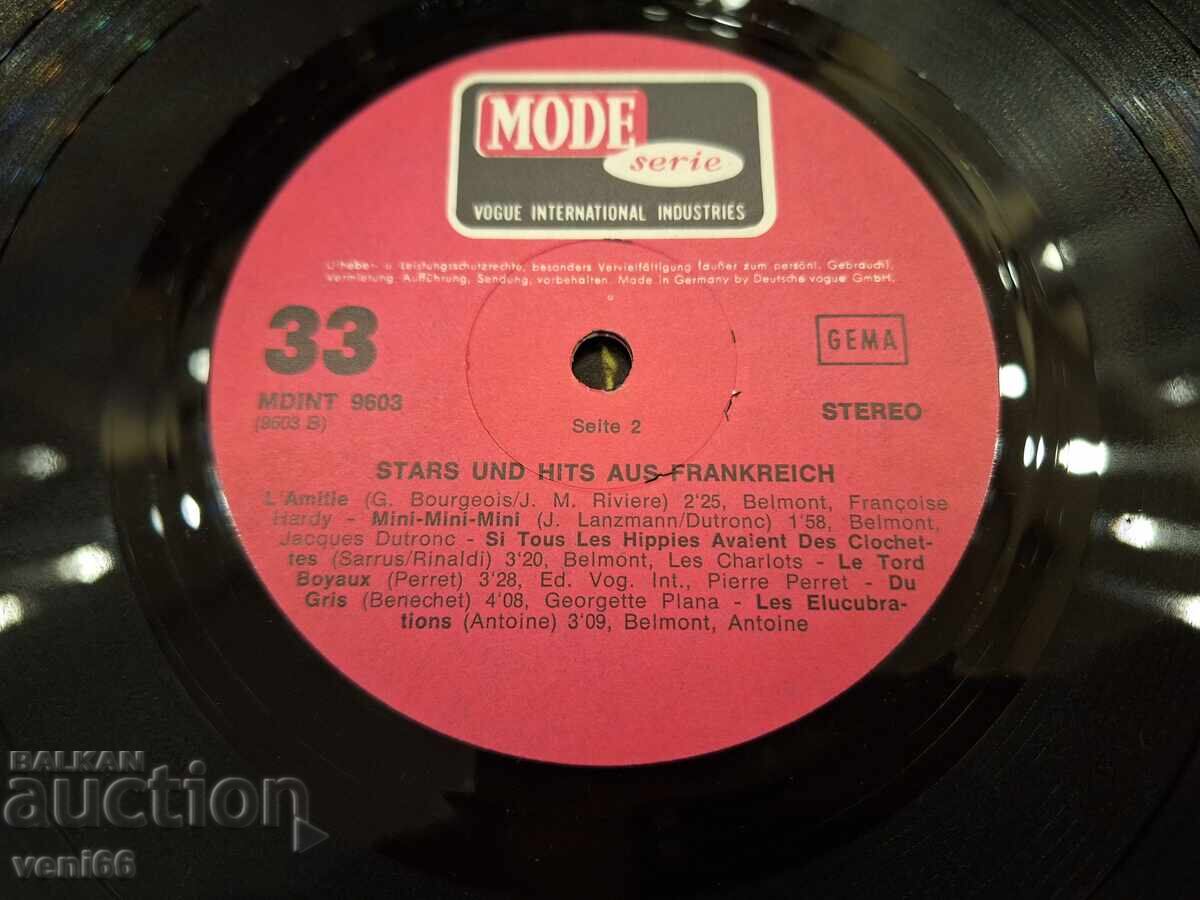 MODE
serie
VOGUE INTERNATIONAL INDUSTRIES
Urheber- u Leistungsschutzrechte, besonders Vervielfältigung (außer zum persönl. Gebrauch),
Vermietung, Aufführung, Sendung, vorbehalten. Made in Germany by Deutsche vogue GmbH.
33
GEMA
MDINT 9603
(9603 B)
STEREO
Seite 2
STARS UND HITS AUS FRANKREICH
L'Amitie (G. Bourgeois/J. M. Riviere) 2'25, Belmont, Françoise
Hardy - Mini-Mini-Mini (J. Lanzmann/Dutronc) 1'58, Belmont,
Jacques Dutronc - Si Tous Les Hippies Avaient Des Clochet-
tes (Sarrus/Rinaldi) 3'20, Belmont, Les Charlots - Le Tord
Boyaux (Perret) 3'28, Ed. Vog. Int., Pierre Perret - Du
Gris (Benechet) 4'08, Georgette Plana - Les Elucubra-
tions (Antoine) 3'09, Belmont, Antoine
BALKAN
auction
veni66